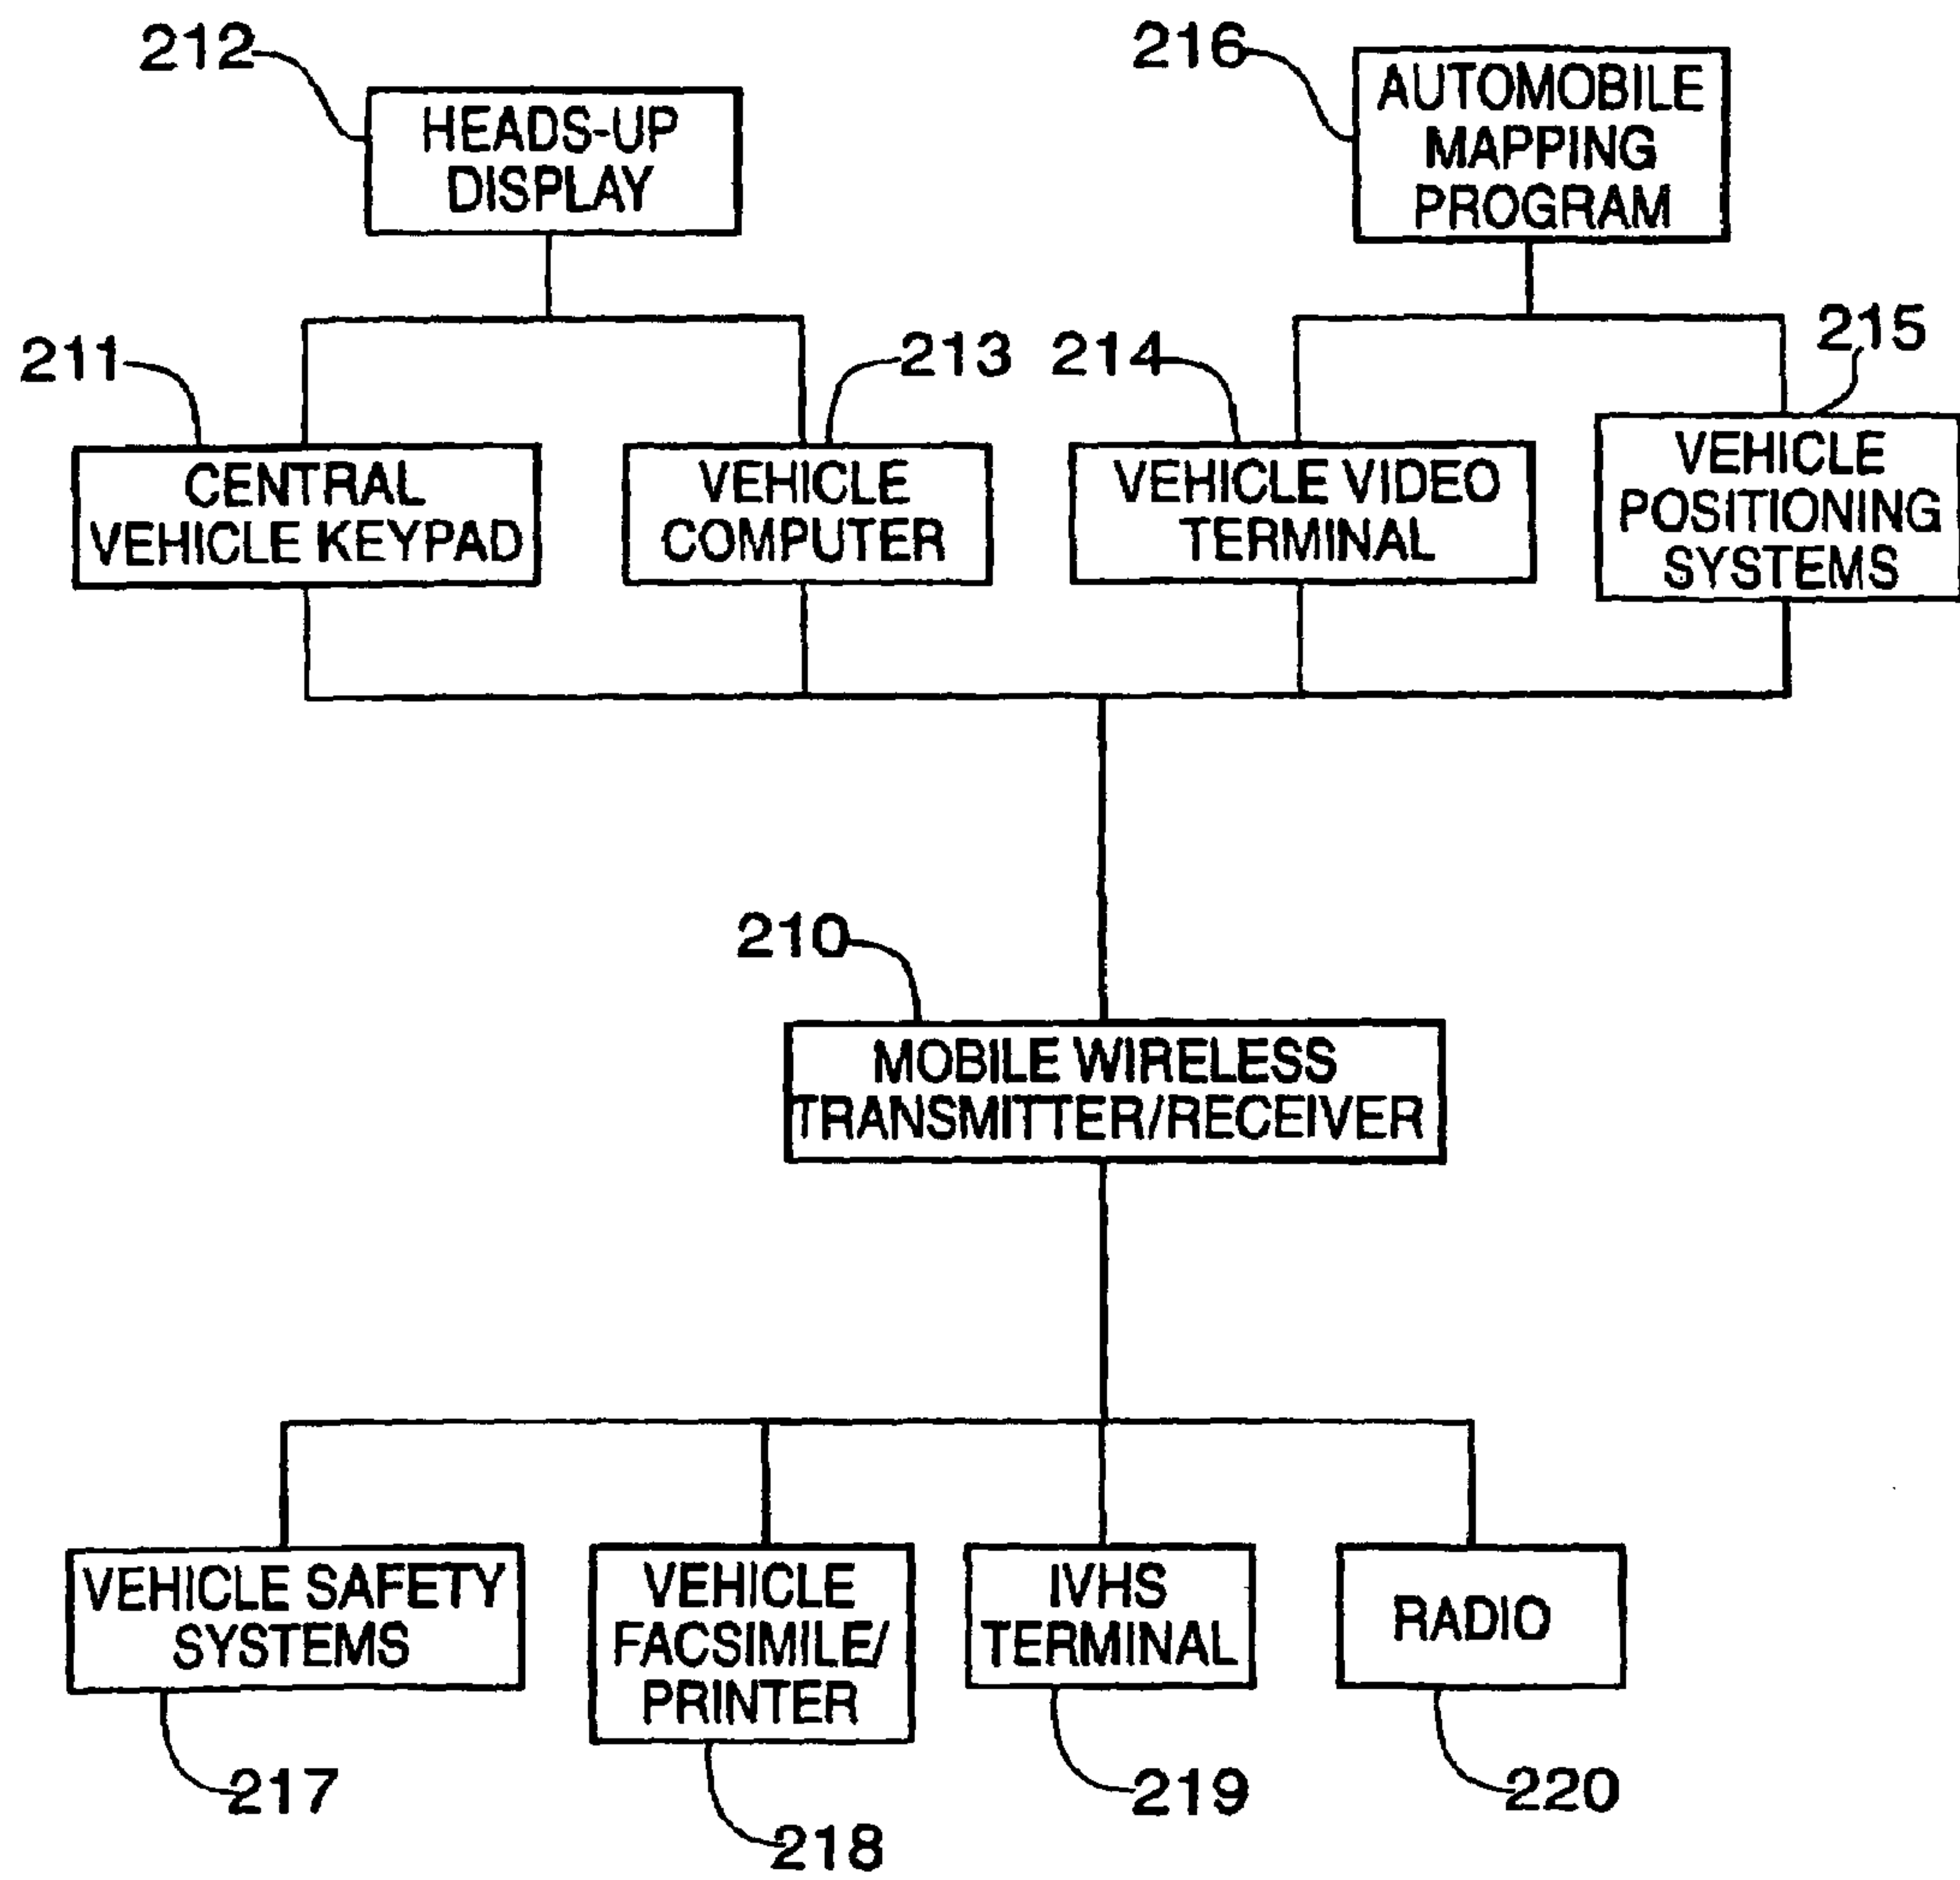 212
216
HEADS-UP
DISPLAY
AUTOMOBILE
MAPPING
PROGRAM
211
213
214
215
CENTRAL
VEHICLE KEYPAD
VEHICLE
COMPUTER
VEHICLE VIDEO
TERMINAL
VEHICLE
POSITIONING
SYSTEMS
210
MOBILE WIRELESS
TRANSMITTER/RECEIVER
VEHICLE SAFETY
SYSTEMS
VEHICLE
FACSIMILE/
PRINTER
IVHS
TERMINAL
RADIO
217
218
219
220